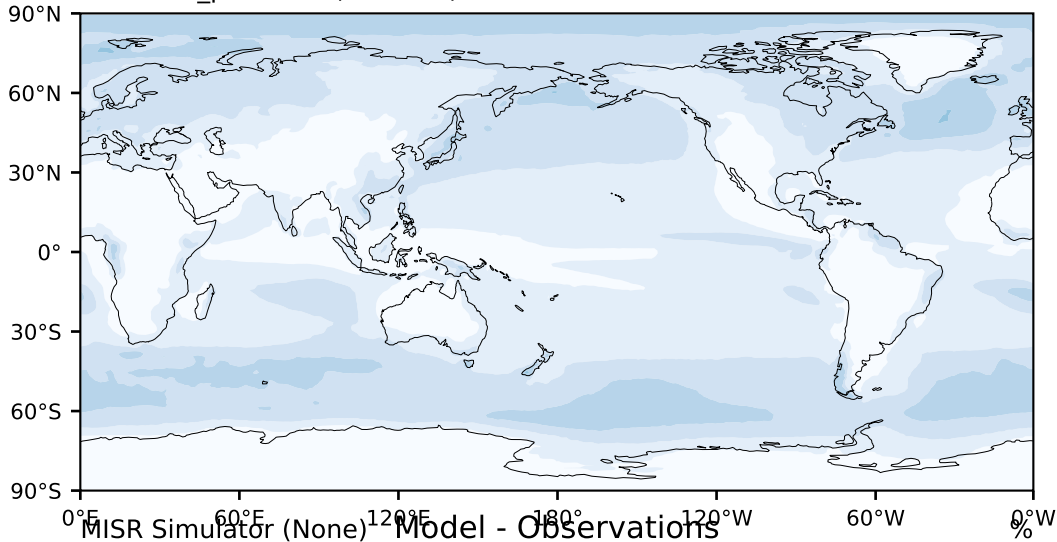 90°N
60°N
30°N
0°
30°S
60°S
90°S
0°E 60°E 120°E 180°W 120°W 60°W 0°W
MISR Simulator (None) Model - Observations %